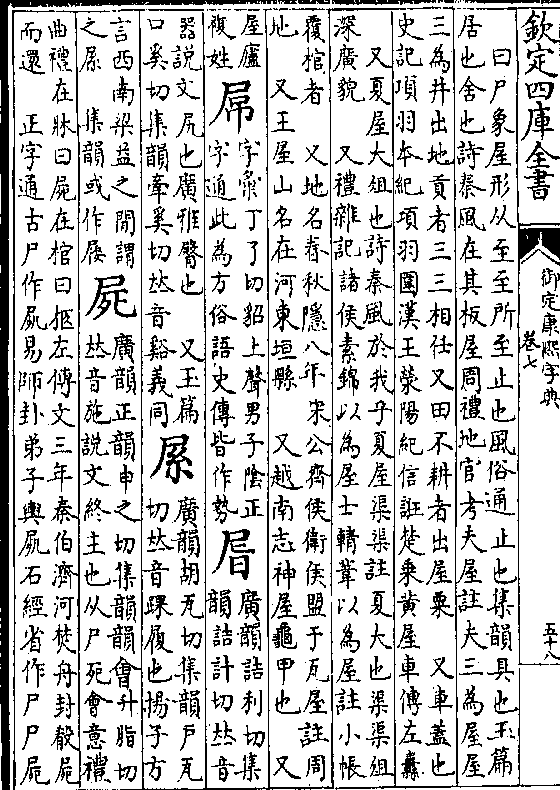 欽定四庫全書
御定康熙字典
卷七
五十八
曰尸象屋形从至至所至止也風俗通止也集韻具也玉篇
居也舍也詩秦風在其板屋周禮地官考夫屋註夫三為屋屋
三為井出地貢者三三相任又田不耕者出屋粟 又車蓋也
史記項羽本紀項羽圍漢王滎陽紀信誑楚乘黃屋車傅左纛
又夏屋大俎也詩秦風於我乎夏屋渠渠註夏大也渠渠俎
深廣貌 又禮雜記諸侯素錦以為屋士輤葦以為屋註小帳
覆棺者 又地名春秋隱八年宋公齊侯衛侯盟于瓦屋註周
地 又王屋山名在河東垣縣 又越南志神屋龜甲也 又
屋廬
複姓
屌
字彙丁了切貂上聲男子陰正
字通此為方俗語史傳皆作勢
㞓
廣韻詰利切集
韻詰計切𠀤音
器說文尻也廣雅臀也 又玉篇
口奚切集韻牽奚切𠀤音谿義同
廣韻胡瓦切集韻戶瓦
切𠀤音踝履也揚子方
言西南梁益之間謂
之 集韻或作
屍
廣韻正韻申之切集韻韻會升脂切
𠀤音施說文終主也从尸死會意禮
曲禮在牀曰屍在棺曰柩左傳文三年秦伯濟河焚舟封殽屍
而還 正字通古尸作屍易師卦弟子輿屍石經省作尸尸屍